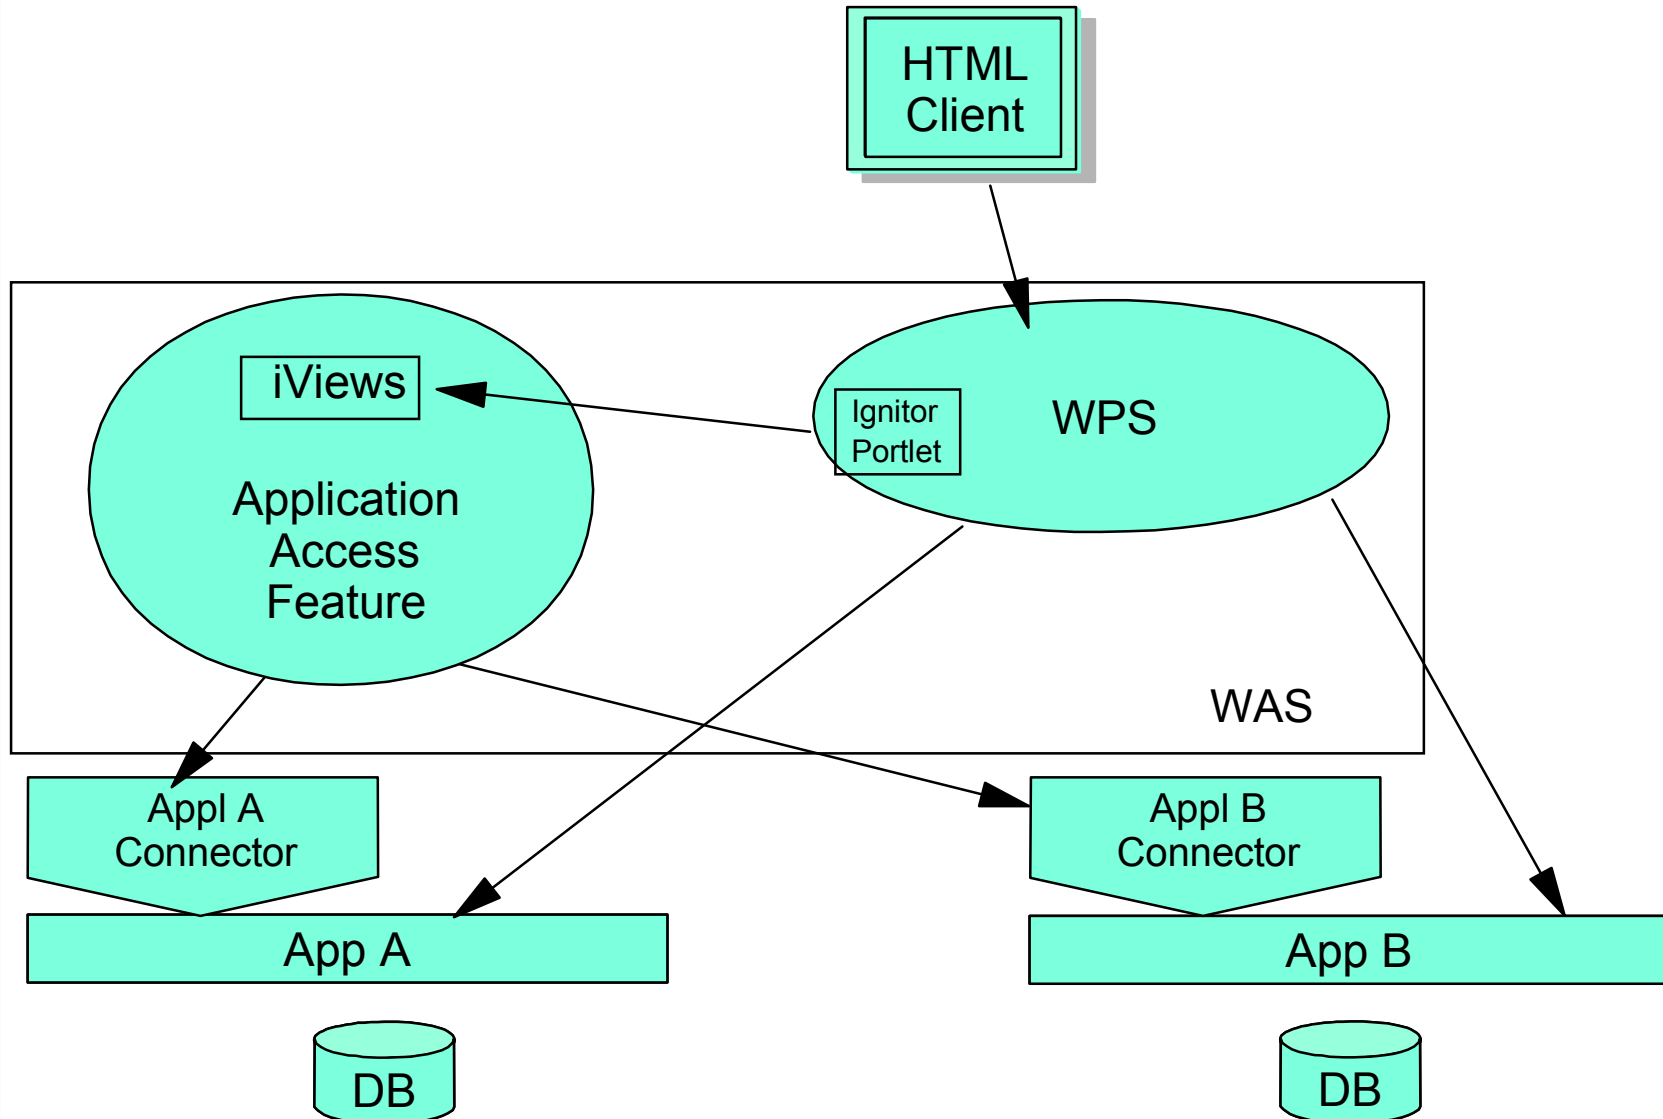 HTML
Client
iViews
Ignitor
Portlet
WPS
Application
Access
Feature
WAS
Appl A
Connector
Appl B
Connector
App A
App B
DB
DB